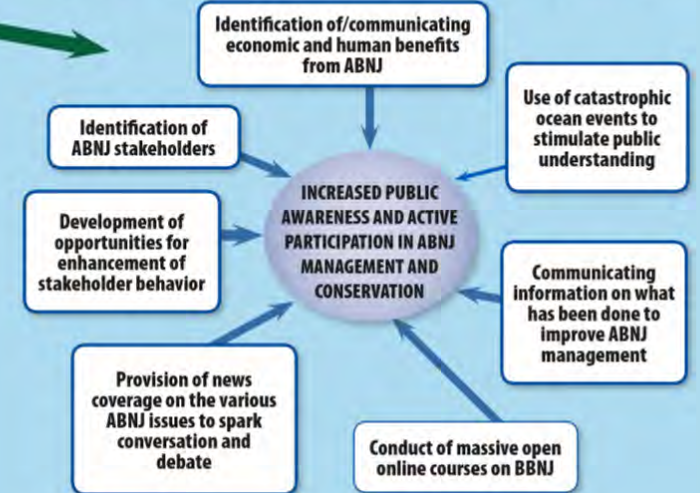 Identification of/communicating
economic and human benefits
from ABNJ
Use of catastrophic
ocean events to
stimulate public
understanding
Identification of
ABNJ stakeholders
INCREASED PUBLIC
AWARENESS AND ACTIVE
PARTICIPATION IN ABNJ
MANAGEMENT AND
CONSERVATION
Development of
opportunities for
enhancement of
stakeholder behavior
Communicating
information on what
has been done to
improve ABNJ
management
Provision of news
coverage on the various
ABNJ issues to spark
conversation and
debate
Conduct of massive open
online courses on BBNJ